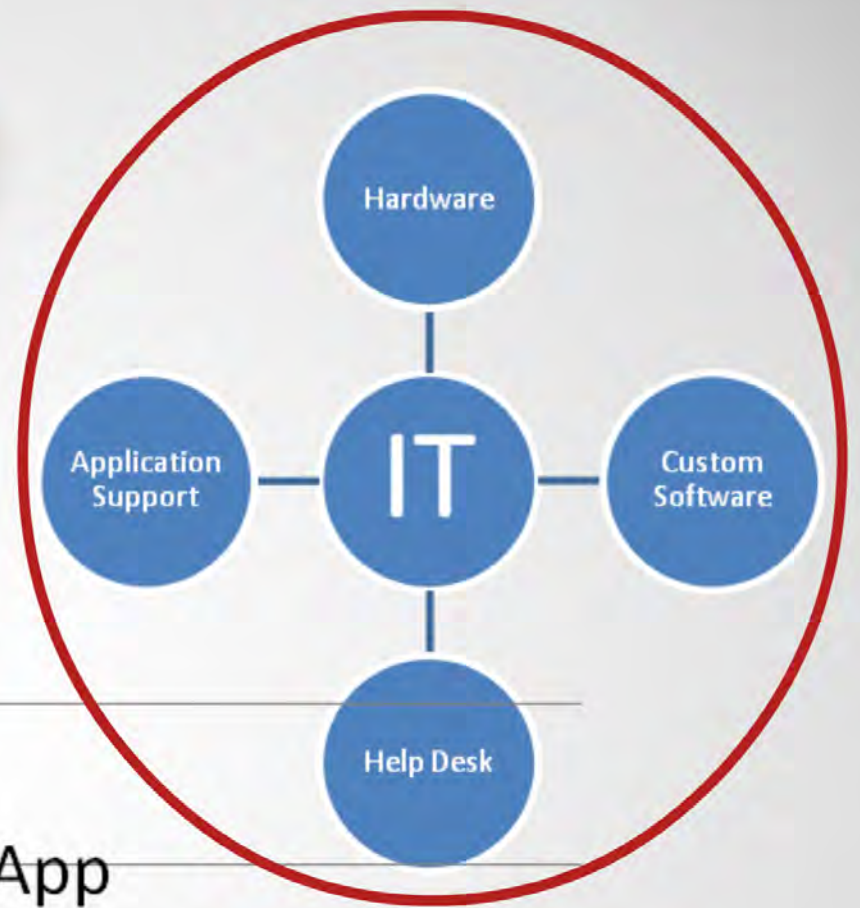 Hardware
Application
Support
IT
Custom
Software
Help Desk
App